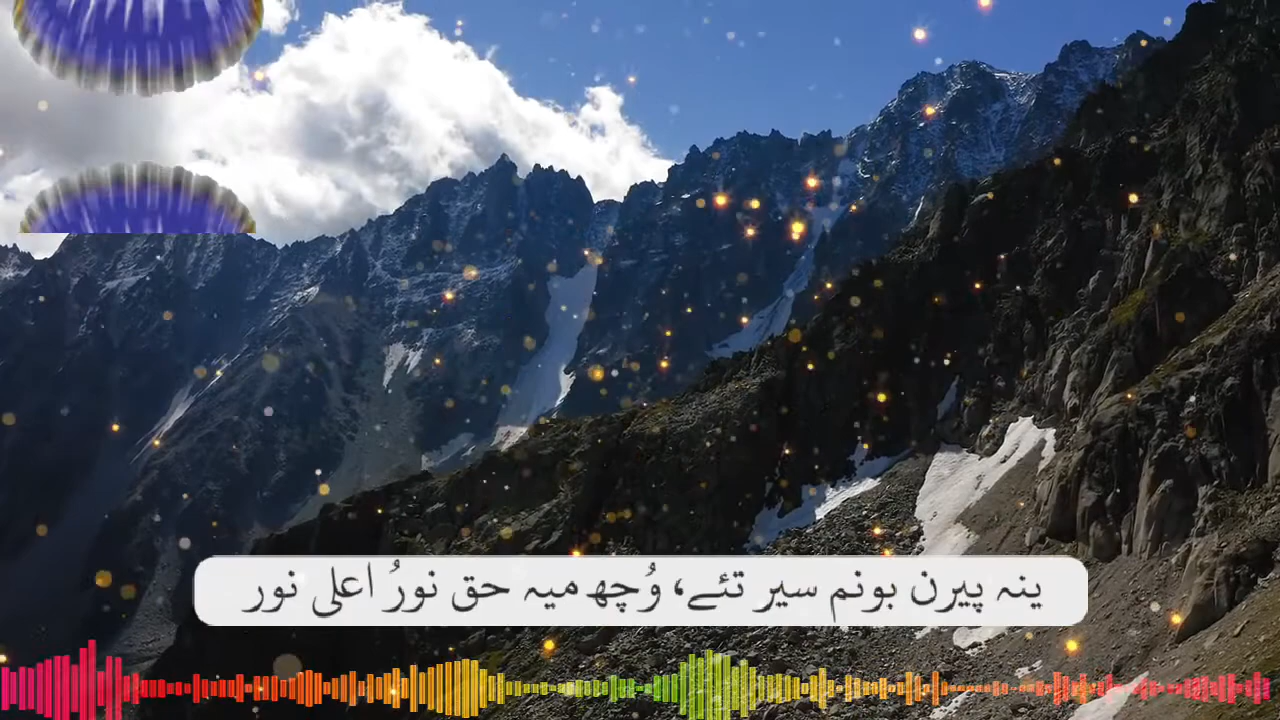 ینہ پیرن بونم سیر تئے، وُچھ میہ حق نورُ اعلی نور